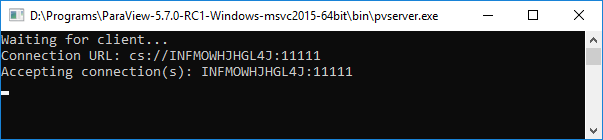 D:\Programs\ParaView-5.7.0-RC1-Windows-msvc2015-64bit\bin\pvserver.exe
Waiting for client...
Connection URL: cs://INFMOWHJHGL4J:11111
Accepting connection(s): INFMOWHJHGL4J:11111